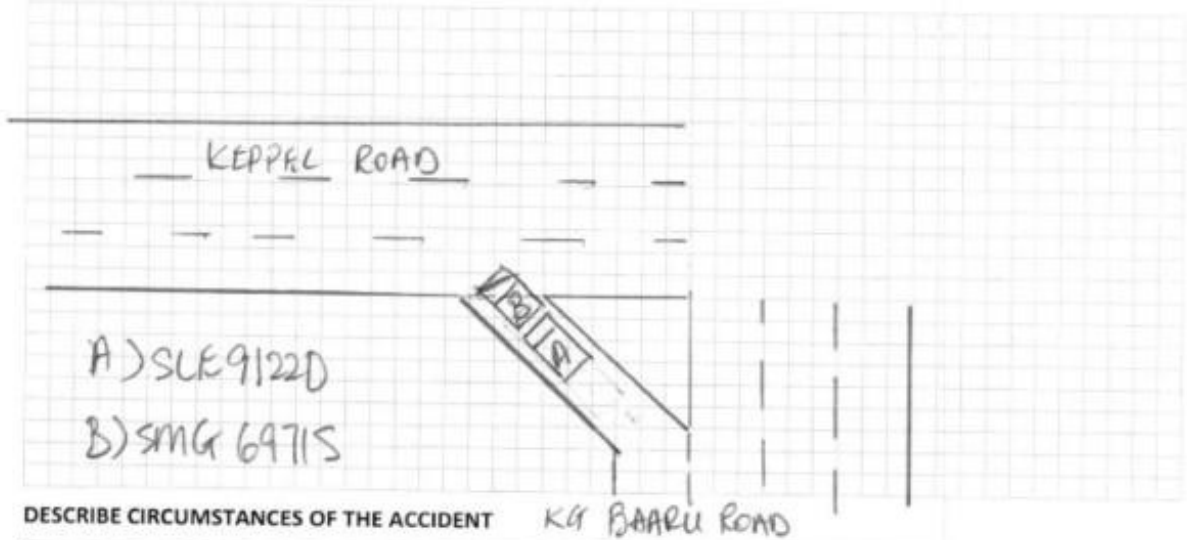 KEPPEL ROAD
B
A
A) SLE9122D
B) SMG 6971S
DESCRIBE CIRCUMSTANCES OF THE ACCIDENT
KG BAARU ROAD